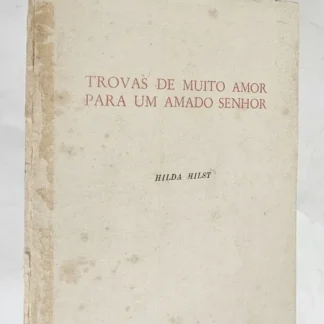 TROVAS DE MUITO AMOR
PARA UM AMADO SENHOR
HILDA HILST